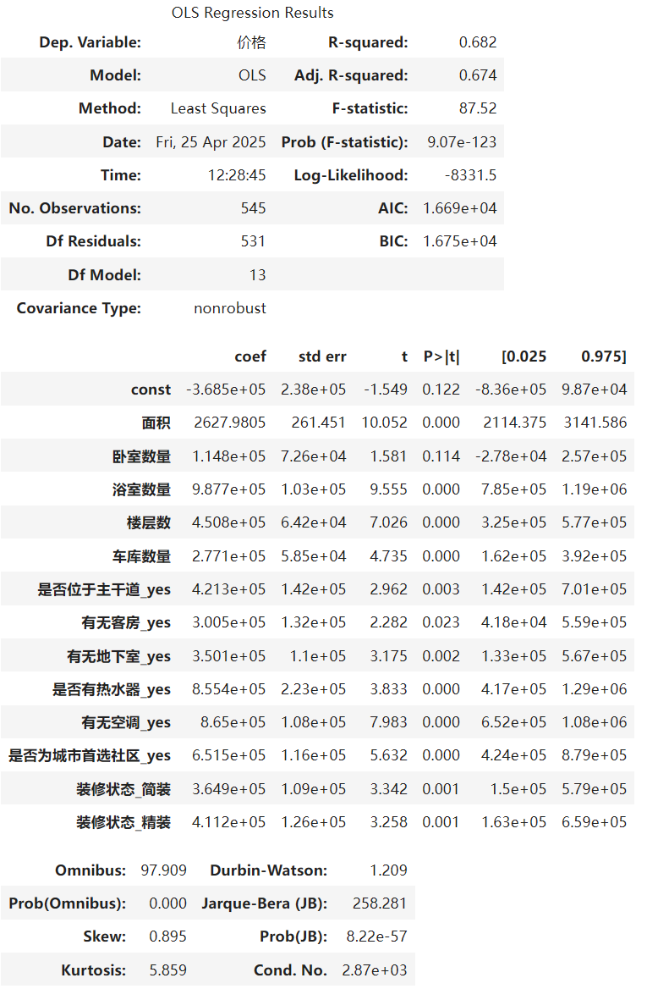 OLS Regression Results
Dep. Variable: 价格 R-squared: 0.682
Model: OLS Adj. R-squared: 0.674
Method: Least Squares F-statistic: 87.52
Date: Fri, 25 Apr 2025 Prob (F-statistic): 9.07e-123
Time: 12:28:45 Log-Likelihood: -8331.5
No. Observations: 545 AIC: 1.669e+04
Df Residuals: 531 BIC: 1.675e+04
Df Model: 13
Covariance Type: nonrobust
coef std err t P>|t| [0.025 0.975]
const -3.685e+05 2.38e+05 -1.549 0.122 -8.36e+05 9.87e+04
面积 2627.9805 261.451 10.052 0.000 2114.375 3141.586
卧室数量 1.148e+05 7.26e+04 1.581 0.114 -2.78e+04 2.57e+05
浴室数量 9.877e+05 1.03e+05 9.555 0.000 7.85e+05 1.19e+06
楼层数 4.508e+05 6.42e+04 7.026 0.000 3.25e+05 5.77e+05
车库数量 2.771e+05 5.85e+04 4.735 0.000 1.62e+05 3.92e+05
是否位于主干道_yes 4.213e+05 1.42e+05 2.962 0.003 1.42e+05 7.01e+05
有无客房_yes 3.005e+05 1.32e+05 2.282 0.023 4.18e+04 5.59e+05
有无地下室_yes 3.501e+05 1.1e+05 3.175 0.002 1.33e+05 5.67e+05
是否有热水器_yes 8.554e+05 2.23e+05 3.833 0.000 4.17e+05 1.29e+06
有无空调_yes 8.65e+05 1.08e+05 7.983 0.000 6.52e+05 1.08e+06
是否为城市首选社区_yes 6.515e+05 1.16e+05 5.632 0.000 4.24e+05 8.79e+05
装修状态_简装 3.649e+05 1.09e+05 3.342 0.001 1.5e+05 5.79e+05
装修状态_精装 4.112e+05 1.26e+05 3.258 0.001 1.63e+05 6.59e+05
Omnibus: 97.909 Durbin-Watson: 1.209
Prob(Omnibus): 0.000 Jarque-Bera (JB): 258.281
Skew: 0.895 Prob(JB): 8.22e-57
Kurtosis: 5.859 Cond. No. 2.87e+03